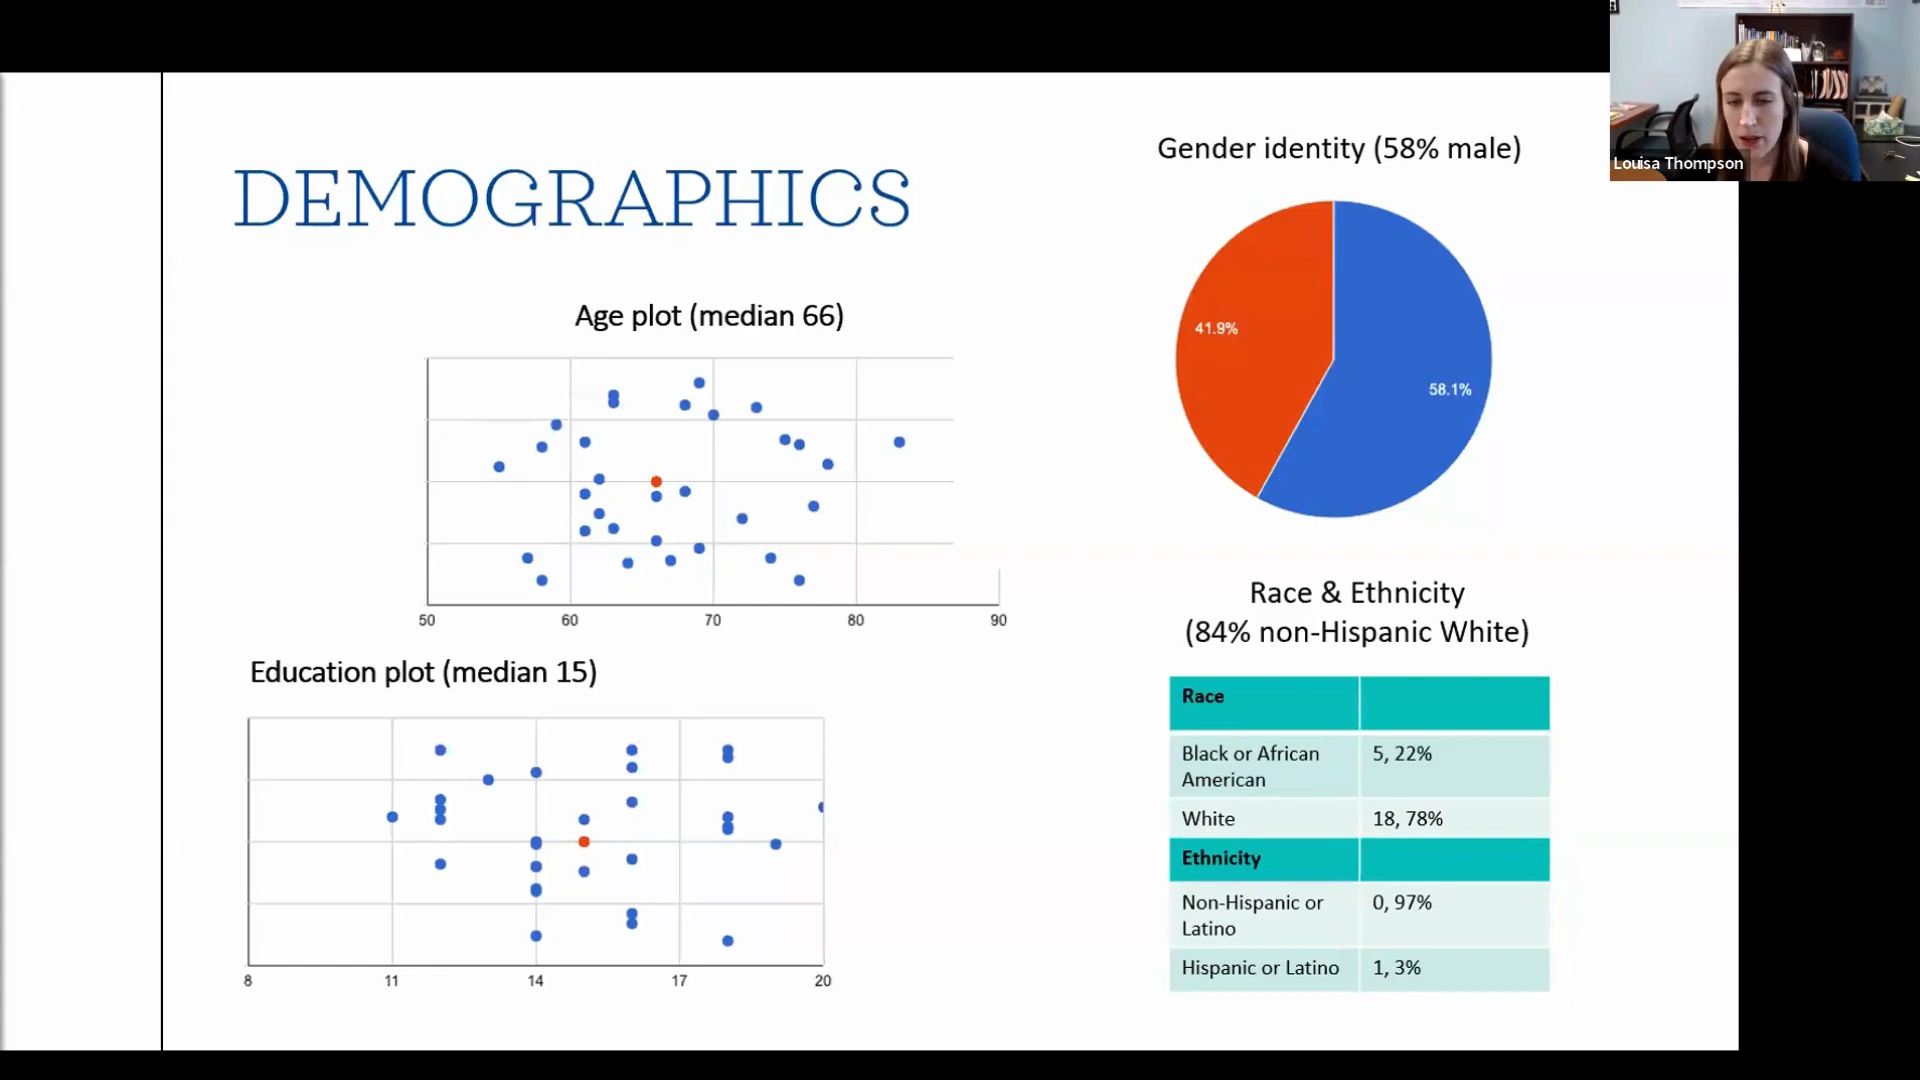 DEMOGRAPHICS
Age plot (median 66)
50 60 70 80 90
Education plot (median 15)
8 11 14 17 20
Gender identity (58% male)
41.9%
58.1%
Race & Ethnicity
(84% non-Hispanic White)
Race
Black or African
American
5, 22%
White
18, 78%
Ethnicity
Non-Hispanic or
Latino
0, 97%
Hispanic or Latino
1, 3%
Louisa Thompson